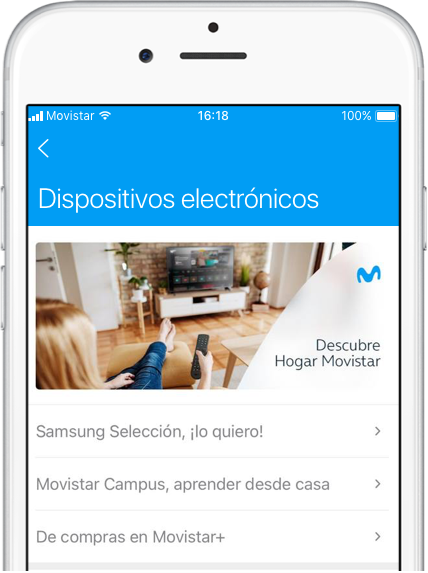 Movistar 16:18 100%
Dispositivos electrónicos
Descubre
Hogar Movistar
Samsung Selección, ¡lo quiero!
Movistar Campus, aprender desde casa
De compras en Movistar+